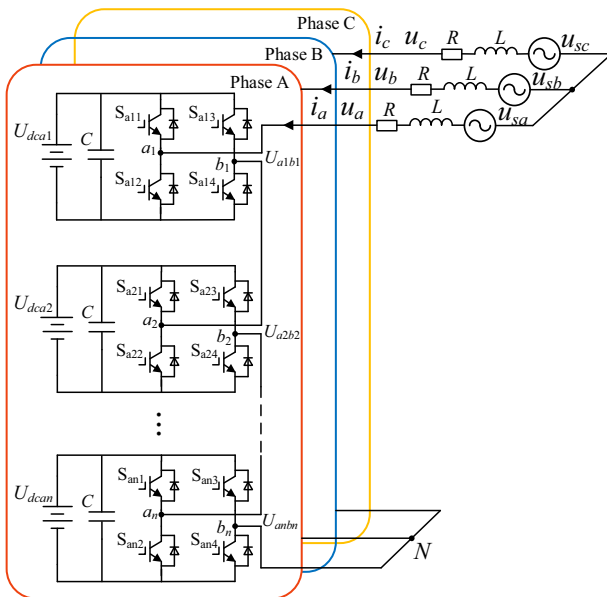 Phase C
Phase B
Phase A
i_c u_c R L u_sc
i_b u_b R L u_sb
i_a u_a R L u_sa
U_dca1 C S_a11 S_a13
a_1 b_1 U_a1b1
S_a12 S_a14
U_dca2 C S_a21 S_a23
a_2 b_2 U_a2b2
S_a22 S_a24
U_dcan C S_an1 S_an3
a_n b_n U_anbn
S_an2 S_an4
N